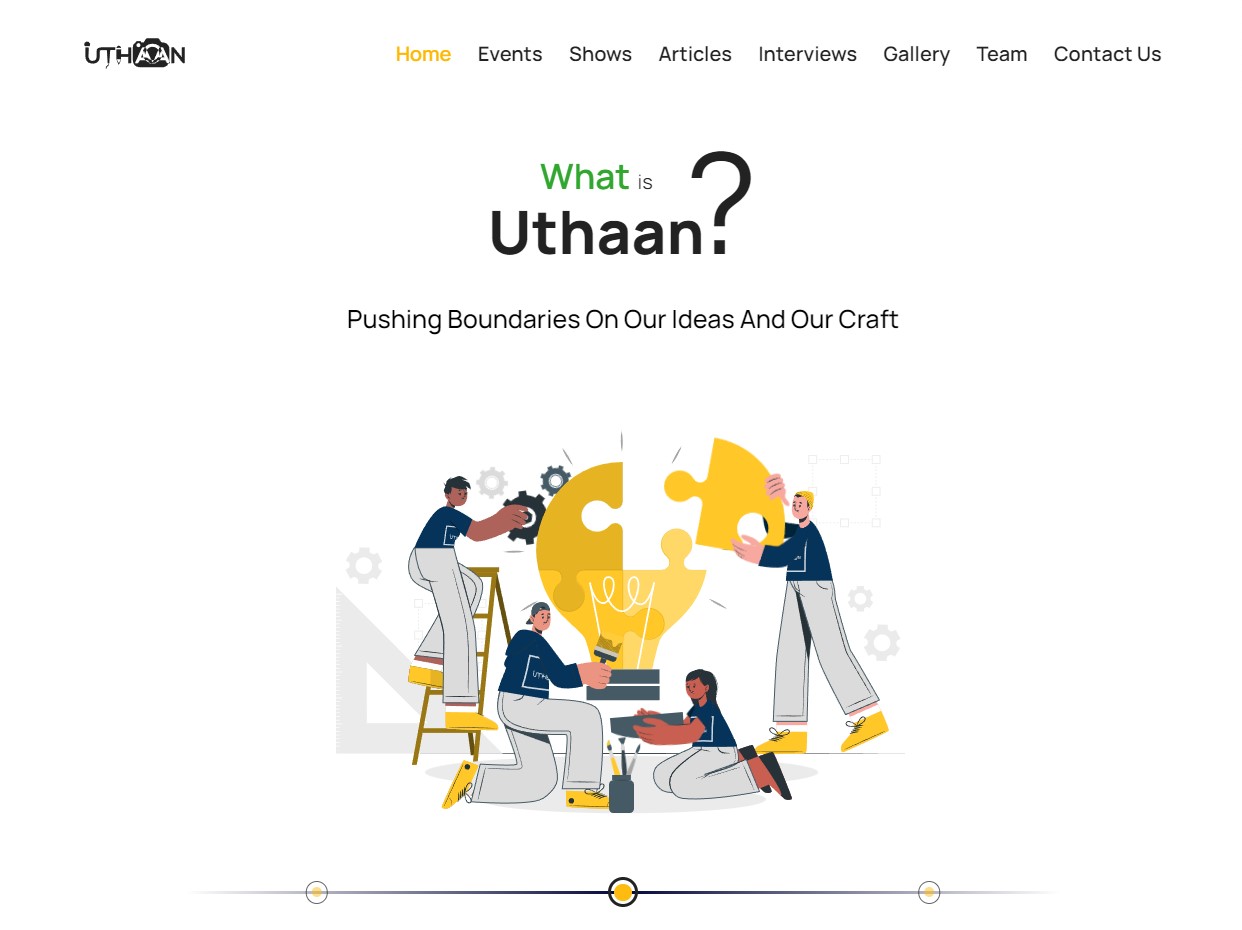 UTHAAN
Home Events Shows Articles Interviews Gallery Team Contact Us
What is
Uthaan?
Pushing Boundaries On Our Ideas And Our Craft